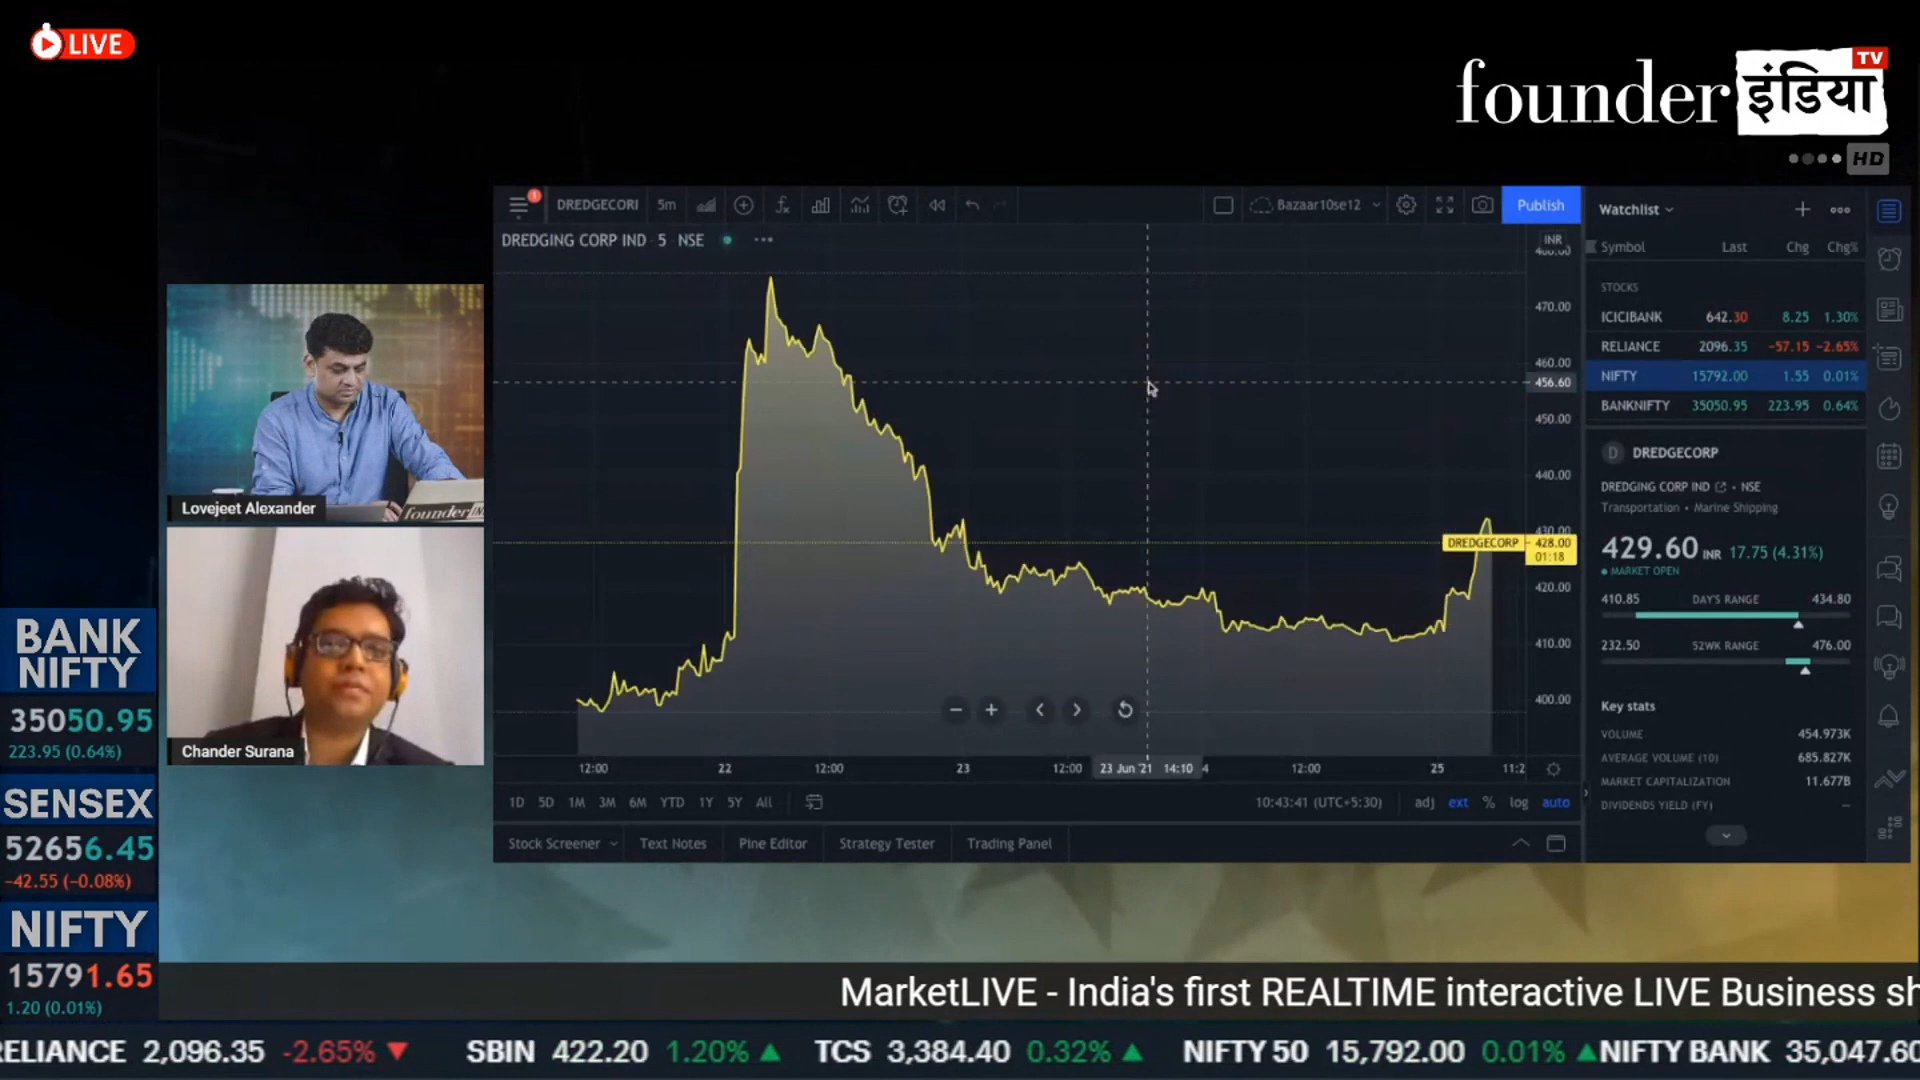 LIVE
founder इंडिया TV
HD
DREDGECORI 5m Bazaar10se12 Publish
DREDGING CORP IND 5 NSE
INR
480.00
470.00
460.00
456.60
450.00
440.00
430.00
DREDGECORP 428.00
01:18
420.00
410.00
400.00
12:00 22 12:00 23 12:00 23 Jun '21 14:10 4 12:00 25 11:2
1D 5D 1M 3M 6M YTD 1Y 5Y All 10:43:41 (UTC+5:30) adj ext % log auto
Stock Screener Text Notes Pine Editor Strategy Tester Trading Panel
Watchlist
Symbol Last Chg Chg%
STOCKS
ICICIBANK 642.30 8.25 1.30%
RELIANCE 2096.35 −57.15 −2.65%
NIFTY 15792.00 1.55 0.01%
BANKNIFTY 35050.95 223.95 0.64%
D DREDGECORP
DREDGING CORP IND • NSE
Transportation • Marine Shipping
429.60 INR 17.75 (4.31%)
MARKET OPEN
410.85 DAY'S RANGE 434.80
232.50 52WK RANGE 476.00
Key stats
VOLUME 454.973K
AVERAGE VOLUME (10) 685.827K
MARKET CAPITALIZATION 11.677B
DIVIDENDS YIELD (FY) —
Lovejeet Alexander
founder
Chander Surana
BANK
NIFTY
35050.95
223.95 (0.64%)
SENSEX
52656.45
−42.55 (−0.08%)
NIFTY
15791.65
1.20 (0.01%)
MarketLIVE - India's first REALTIME interactive LIVE Business sh
RELIANCE 2,096.35 -2.65% ▼ SBIN 422.20 1.20% ▲ TCS 3,384.40 0.32% ▲ NIFTY 50 15,792.00 0.01% ▲ NIFTY BANK 35,047.60